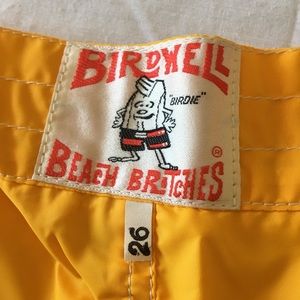 BIRDWELL
"BIRDIE"
BEACH BRITCHES
®
26